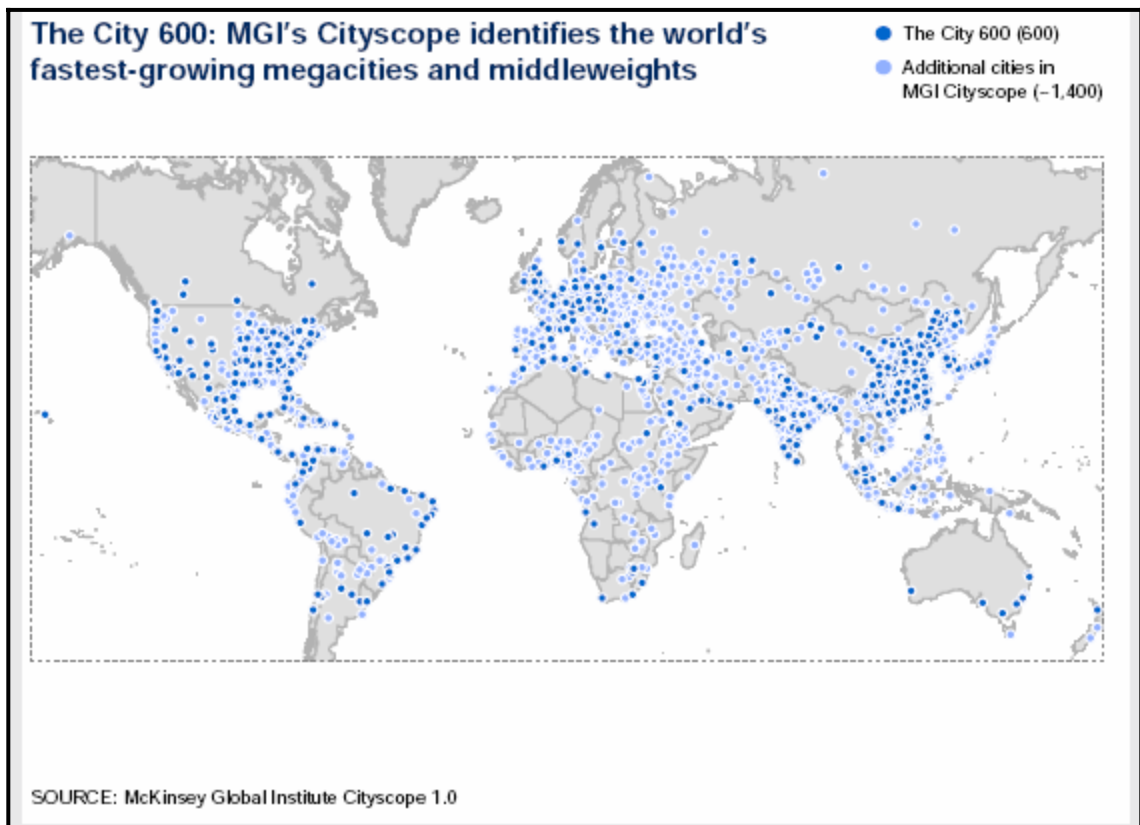 The City 600: MGI's Cityscope identifies the world's
fastest-growing megacities and middleweights
The City 600 (600)
Additional cities in
MGI Cityscope (~1,400)
SOURCE: McKinsey Global Institute Cityscope 1.0